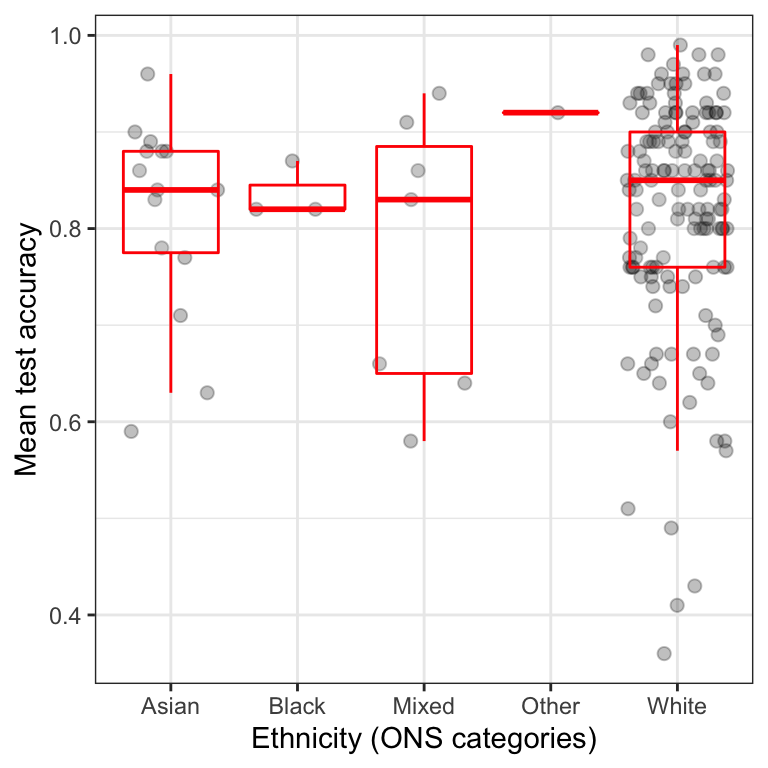 1.0
0.8
0.6
0.4
Mean test accuracy
Asian Black Mixed Other White
Ethnicity (ONS categories)